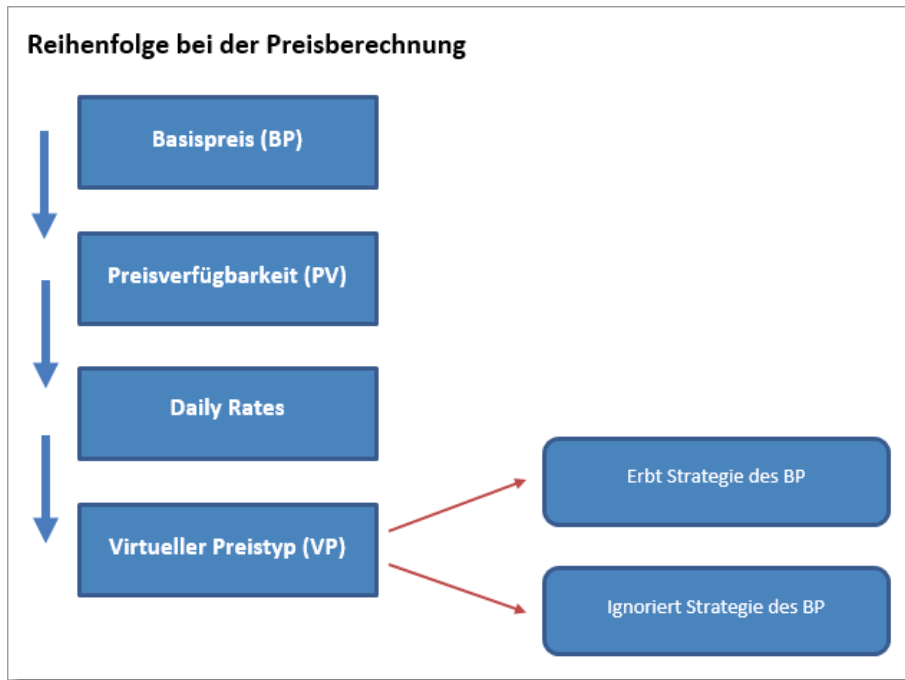 Reihenfolge bei der Preisberechnung
Basispreis (BP)
Preisverfügbarkeit (PV)
Daily Rates
Virtueller Preistyp (VP)
Erbt Strategie des BP
Ignoriert Strategie des BP